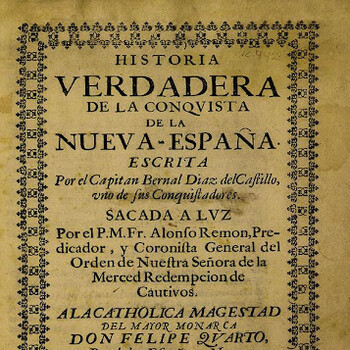 HISTORIA
VERDADERA
DE LA CONQVISTA
DE LA
NUEVA-ESPAÑA.
ESCRITA
Por el Capitan Bernal Diaz del Castillo,
vno de sus Conquistadores.
SACADA A LVZ
Por el P.M.Fr. Alonso Remon, Pre-
dicador, y Coronista General del
Orden de Nuestra Señora de la
Merced Redempcion de
Cautivos.
A LA CATHOLICA MAGESTAD
DEL MAYOR MONARCA
DON FELIPE QVARTO,